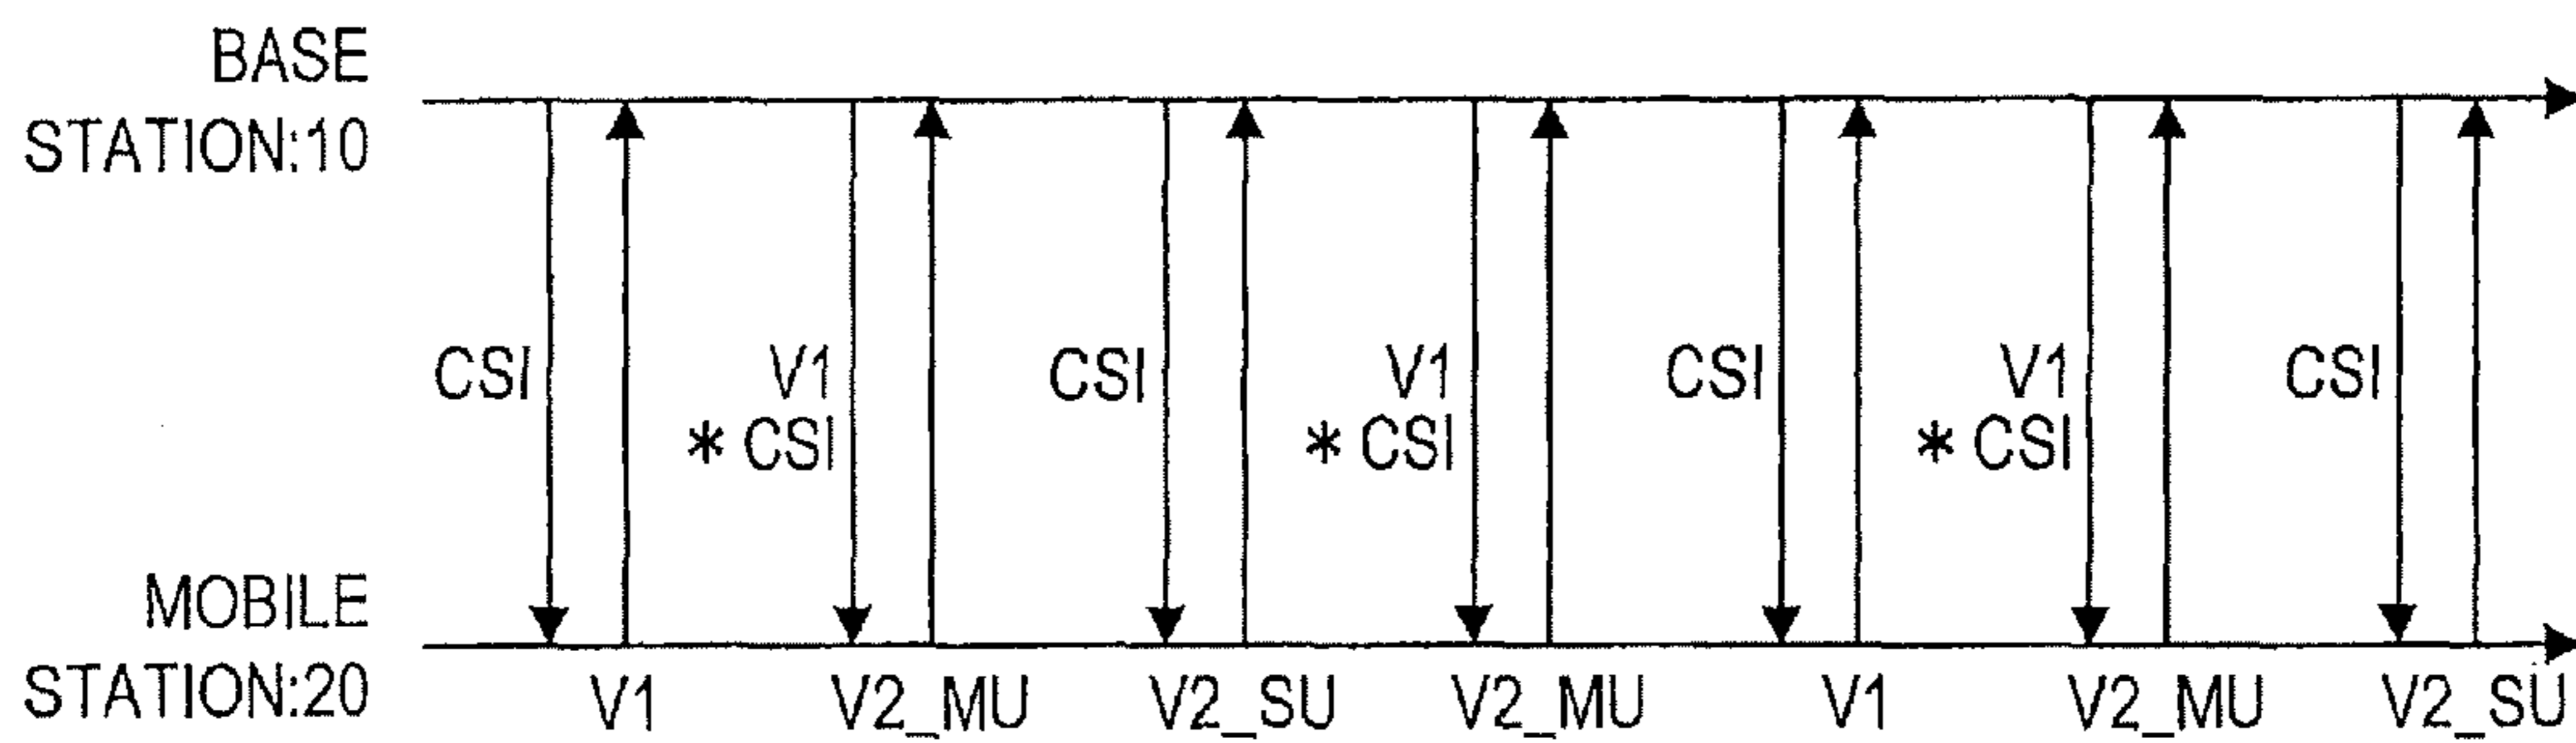 BASE
STATION:10
CSI
V1
* CSI
CSI
V1
* CSI
CSI
V1
* CSI
CSI
MOBILE
STATION:20
V1
V2_MU
V2_SU
V2_MU
V1
V2_MU
V2_SU